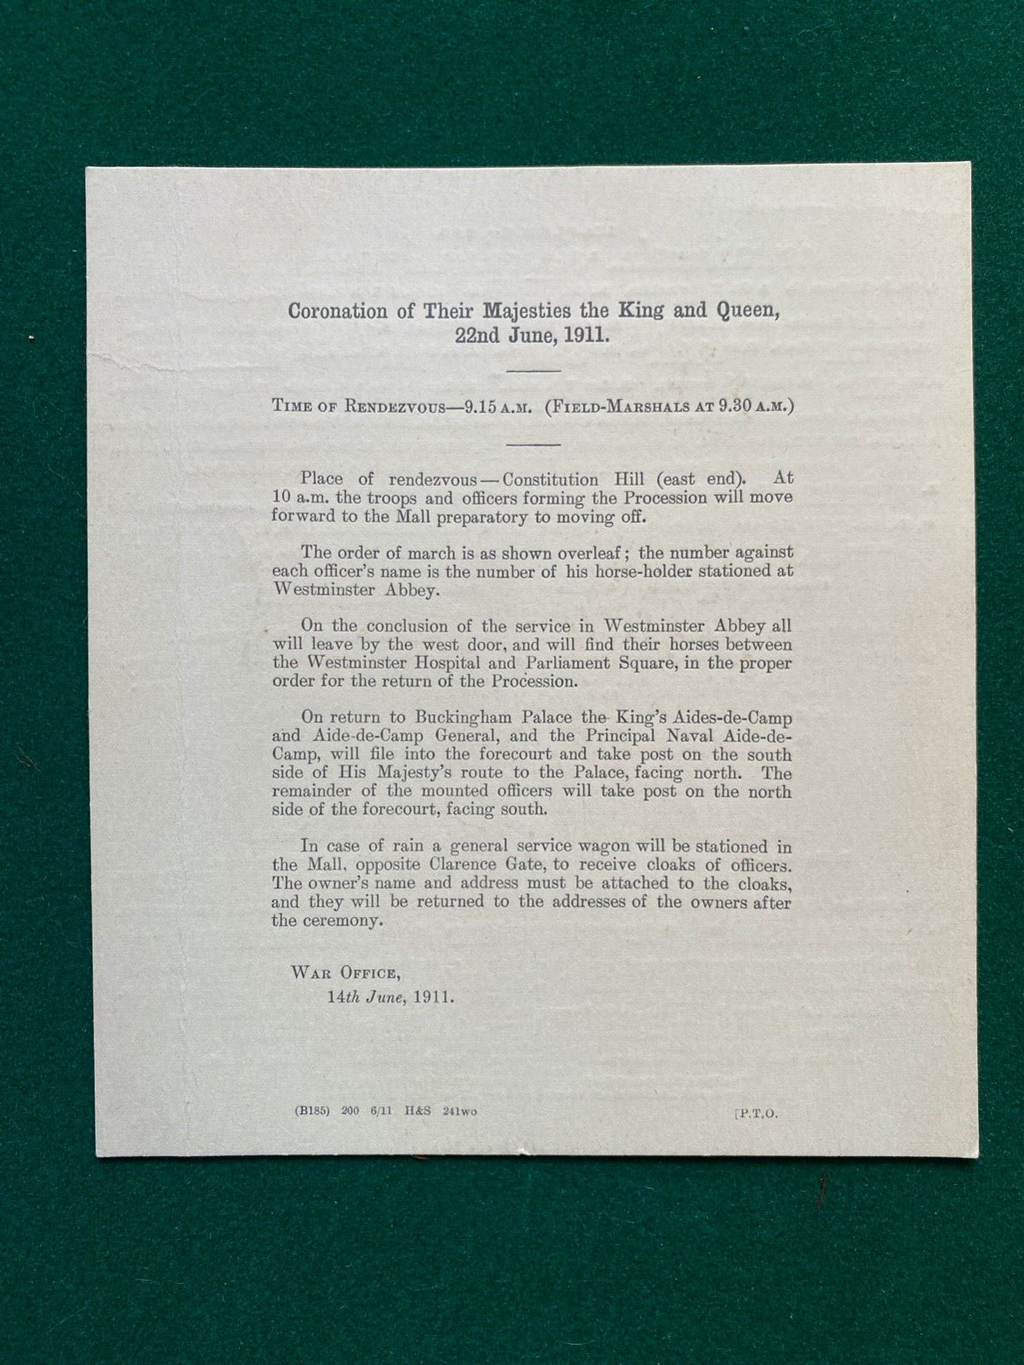 Coronation of Their Majesties the King and Queen,
22nd June, 1911.
TIME OF RENDEZVOUS—9.15 A.M. (FIELD-MARSHALS AT 9.30 A.M.)
Place of rendezvous—Constitution Hill (east end). At
10 a.m. the troops and officers forming the Procession will move
forward to the Mall preparatory to moving off.
The order of march is as shown overleaf; the number against
each officer's name is the number of his horse-holder stationed at
Westminster Abbey.
On the conclusion of the service in Westminster Abbey all
will leave by the west door, and will find their horses between
the Westminster Hospital and Parliament Square, in the proper
order for the return of the Procession.
On return to Buckingham Palace the King's Aides-de-Camp
and Aide-de-Camp General, and the Principal Naval Aide-de-
Camp, will file into the forecourt and take post on the south
side of His Majesty's route to the Palace, facing north. The
remainder of the mounted officers will take post on the north
side of the forecourt, facing south.
In case of rain a general service wagon will be stationed in
the Mall, opposite Clarence Gate, to receive cloaks of officers.
The owner's name and address must be attached to the cloaks,
and they will be returned to the addresses of the owners after
the ceremony.
WAR OFFICE,
14th June, 1911.
(B185) 200 6/11 H&S 241wo
[P.T.O.